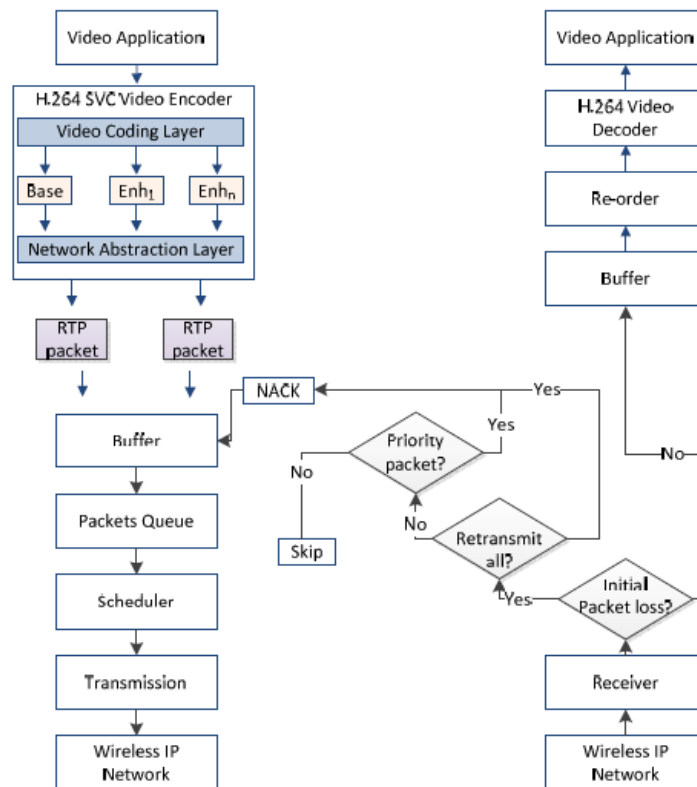 Video Application
H.264 SVC Video Encoder
Video Coding Layer
Base
Enh1
Enhn
Network Abstraction Layer
RTP
packet
RTP
packet
Buffer
Packets Queue
Scheduler
Transmission
Wireless IP
Network
NACK
Yes
Yes
Priority
packet?
No
Skip
No
Retransmit
all?
Yes
Initial
Packet loss?
No
Video Application
H.264 Video
Decoder
Re-order
Buffer
Receiver
Wireless IP
Network